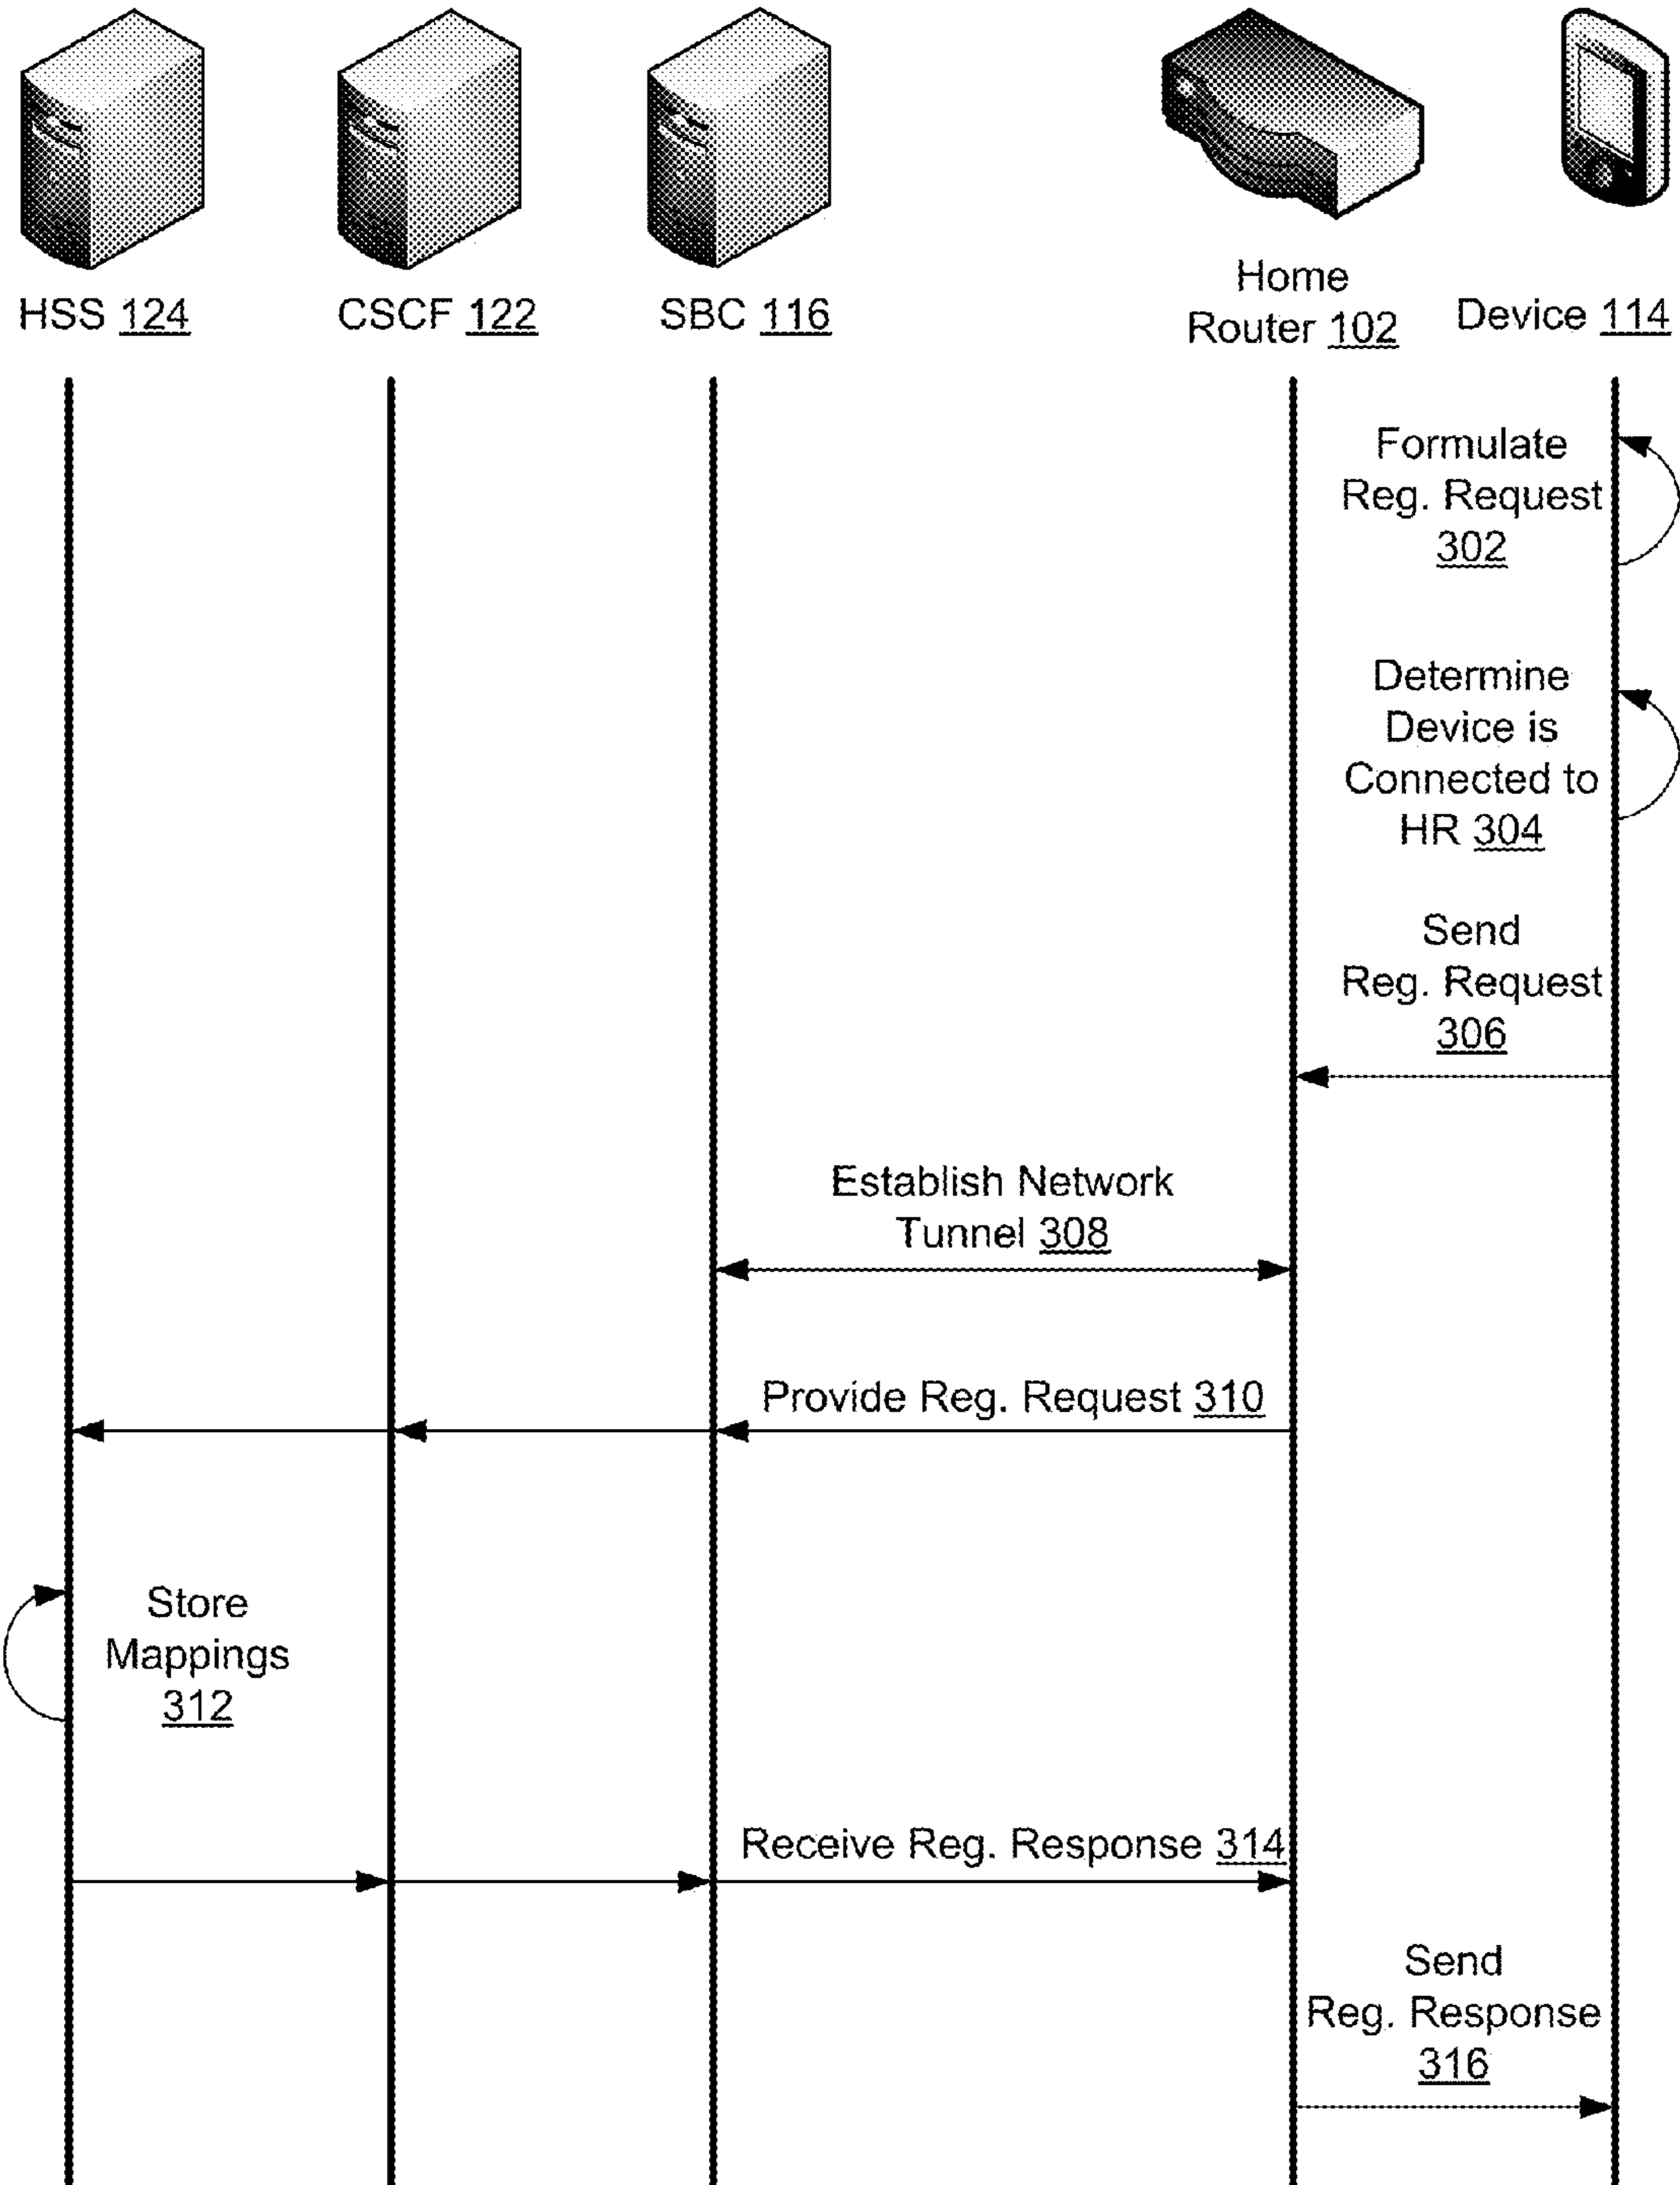 HSS 124
CSCF 122
SBC 116
Home
Router 102
Device 114
Formulate
Reg. Request
302
Determine
Device is
Connected to
HR 304
Send
Reg. Request
306
Establish Network
Tunnel 308
Provide Reg. Request 310
Store
Mappings
312
Receive Reg. Response 314
Send
Reg. Response
316